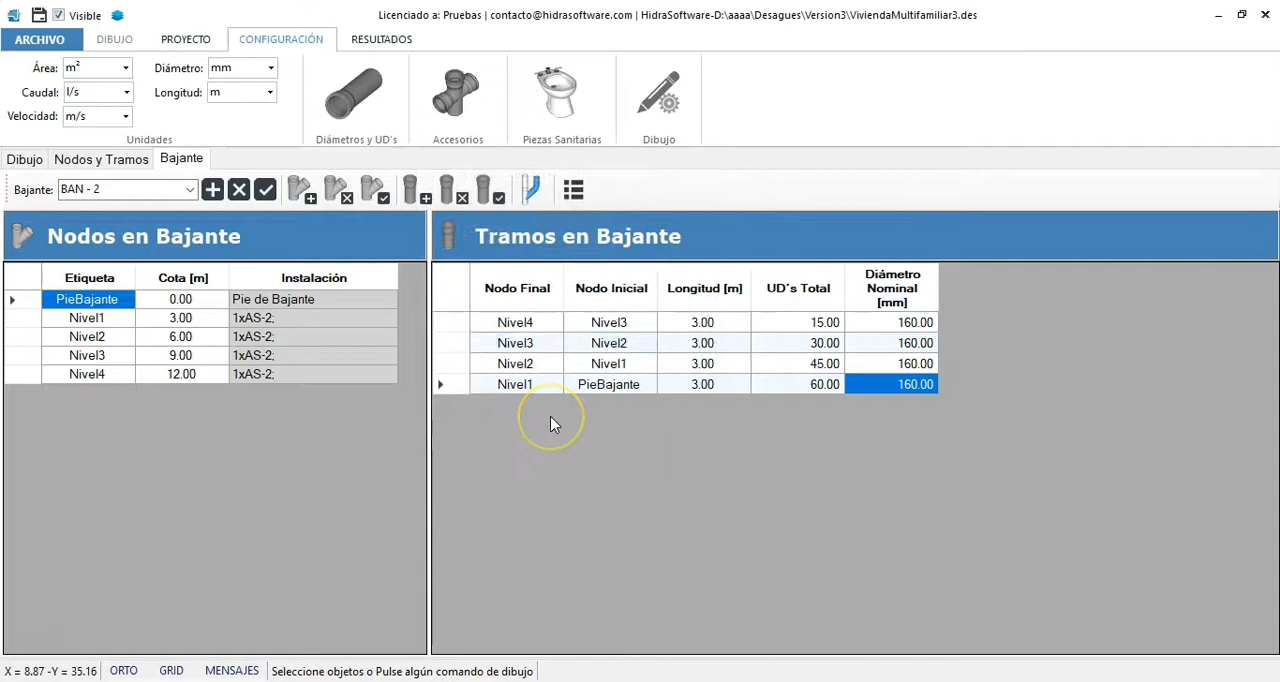 Visible
Licenciado a: Pruebas | contacto@hidrasoftware.com | HidraSoftware-D:\aaaa\Desagues\Version3\ViviendaMultifamiliar3.des
ARCHIVO DIBUJO PROYECTO CONFIGURACIÓN RESULTADOS
Área: m² Diámetro: mm
Caudal: l/s Longitud: m
Velocidad: m/s
Unidades Diámetros y UD's Accesorios Piezas Sanitarias Dibujo
Dibujo Nodos y Tramos Bajante
Bajante: BAN - 2
Nodos en Bajante
Etiqueta Cota [m] Instalación
PieBajante 0.00 Pie de Bajante
Nivel1 3.00 1xAS-2;
Nivel2 6.00 1xAS-2;
Nivel3 9.00 1xAS-2;
Nivel4 12.00 1xAS-2;
Tramos en Bajante
Nodo Final Nodo Inicial Longitud [m] UD´s Total Diámetro Nominal [mm]
Nivel4 Nivel3 3.00 15.00 160.00
Nivel3 Nivel2 3.00 30.00 160.00
Nivel2 Nivel1 3.00 45.00 160.00
Nivel1 PieBajante 3.00 60.00 160.00
X = 8.87 -Y = 35.16 ORTO GRID MENSAJES Seleccione objetos o Pulse algún comando de dibujo